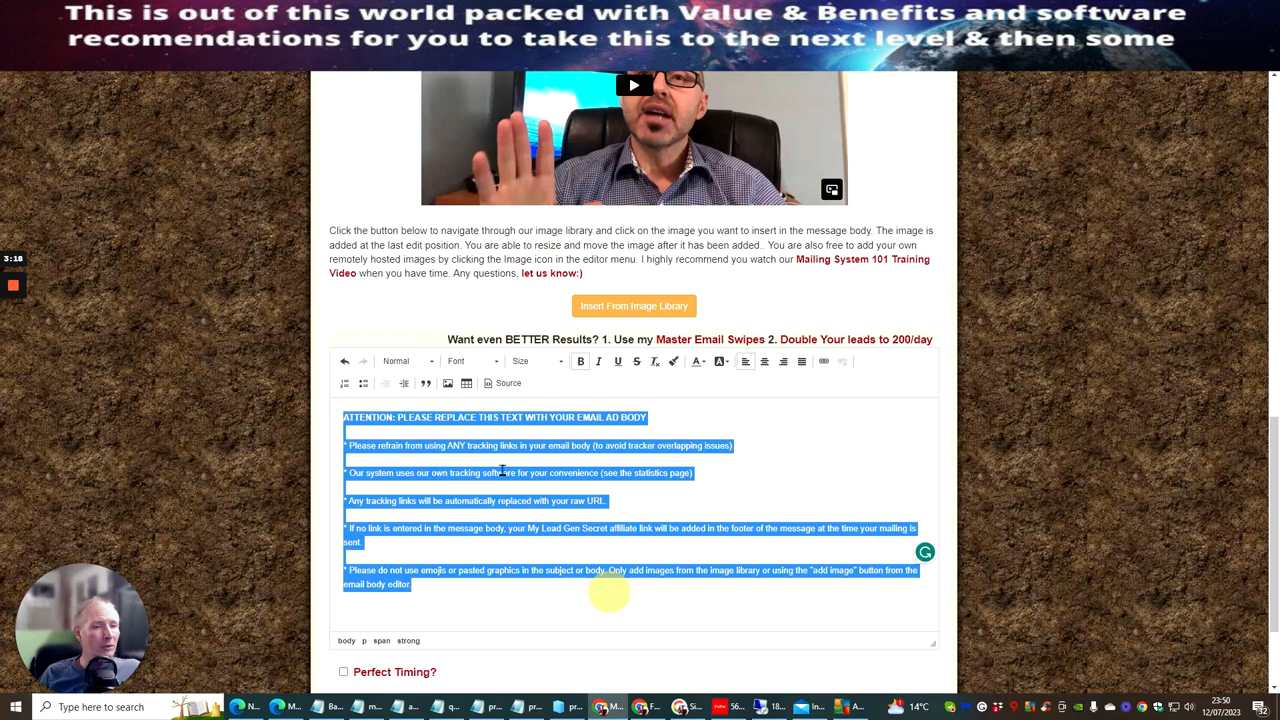 This is out of this world packed with Value & Benefits and software
recomendations for you to take this to the next level & then some
3:18
Click the button below to navigate through our image library and click on the image you want to insert in the message body. The image is
added at the last edit position. You are able to resize and move the image after it has been added.. You are also free to add your own
remotely hosted images by clicking the Image icon in the editor menu. I highly recommend you watch our Mailing System 101 Training
Video when you have time. Any questions, let us know:)
Insert From Image Library
Want even BETTER Results? 1. Use my Master Email Swipes 2. Double Your leads to 200/day
Normal Font Size B I U S Tx A A
Source
ATTENTION: PLEASE REPLACE THIS TEXT WITH YOUR EMAIL AD BODY
* Please refrain from using ANY tracking links in your email body (to avoid tracker overlapping issues)
* Our system uses our own tracking software for your convenience (see the statistics page)
* Any tracking links will be automatically replaced with your raw URL.
* If no link is entered in the message body, your My Lead Gen Secret affiliate link will be added in the footer of the message at the time your mailing is
sent.
* Please do not use emojis or pasted graphics in the subject or body. Only add images from the image library or using the "add image" button from the
email body editor.
body p span strong
Perfect Timing?
Type here to search
N... M... Ba... m... a... q... pr... pr... pr... M... F... Si... 56... 18... In... A...
14°C
23:50
12/07/2023